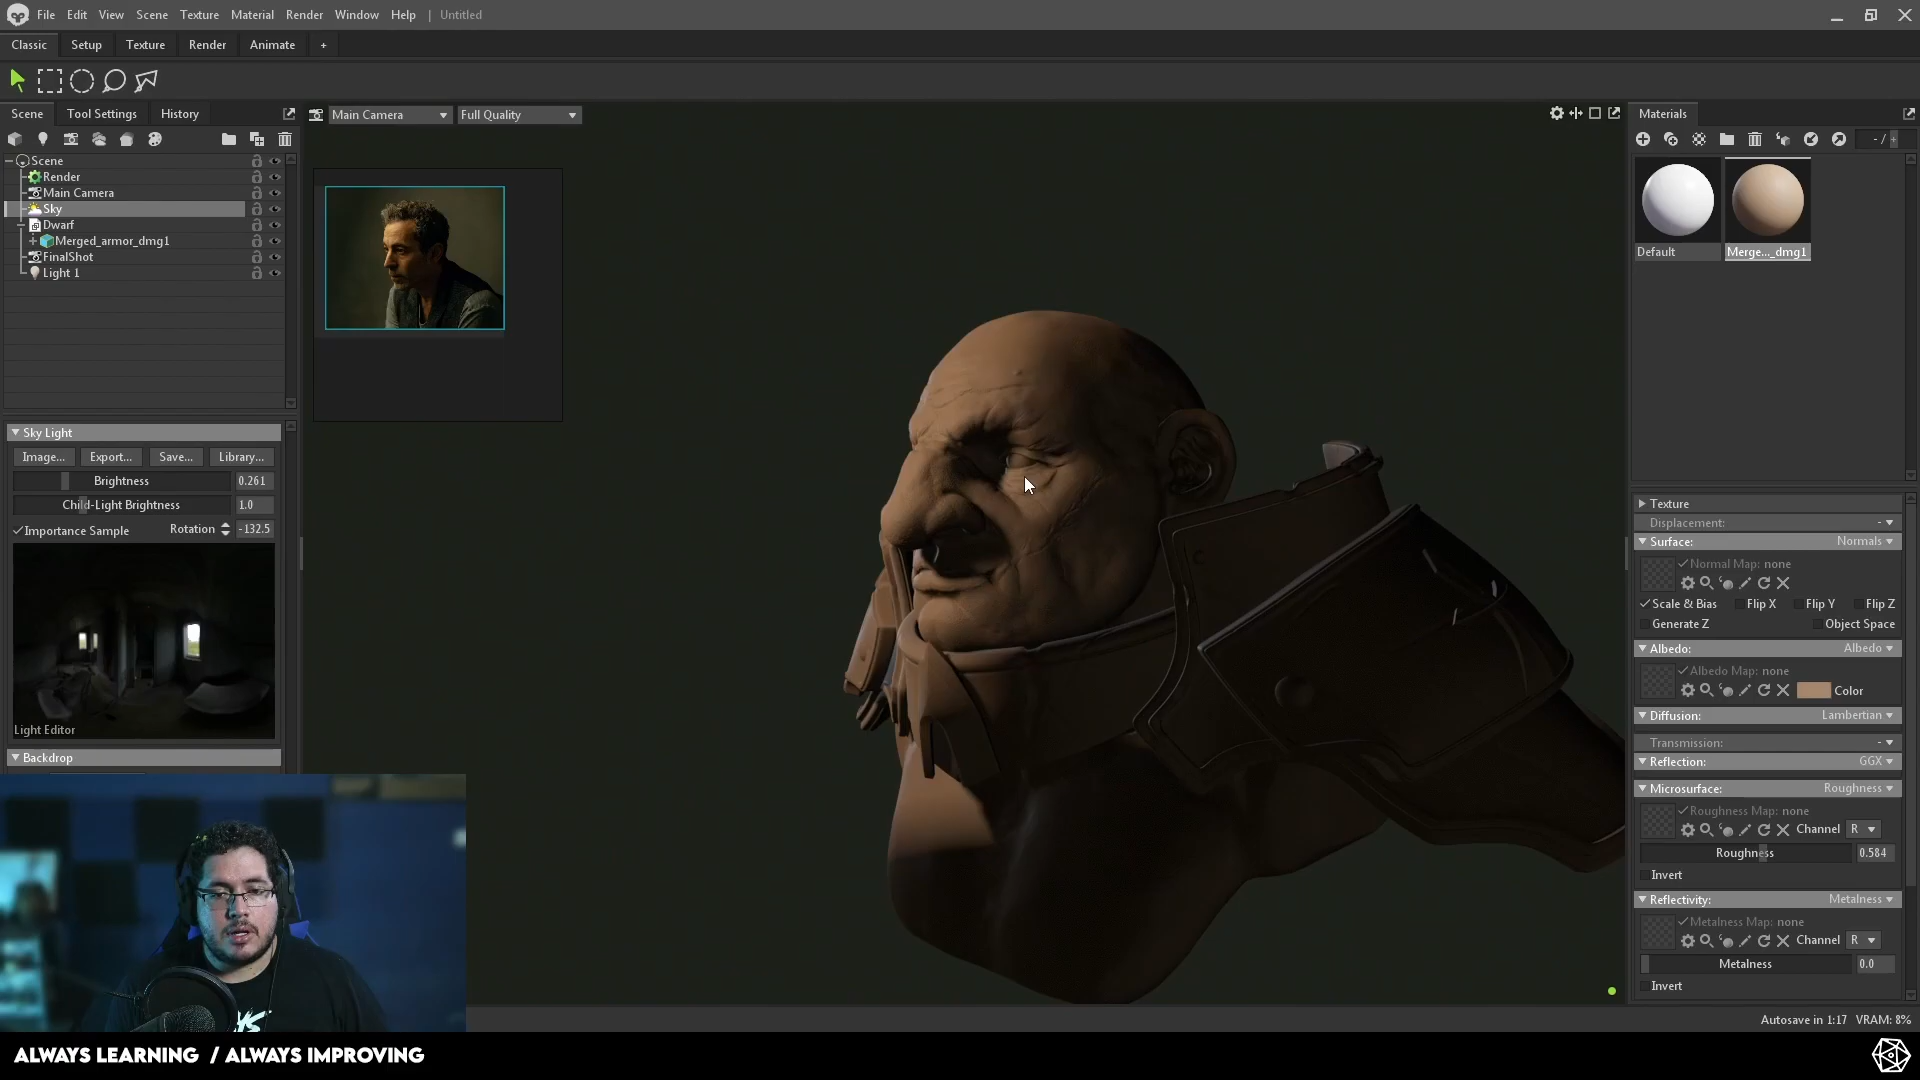 File Edit View Scene Texture Material Render Window Help | Untitled
Classic Setup Texture Render Animate +
Scene Tool Settings History
Main Camera Full Quality
Materials
- / +
Scene
Render
Main Camera
Sky
Dwarf
Merged_armor_dmg1
FinalShot
Light 1
Default Merge..._dmg1
Sky Light
Image... Export... Save... Library...
Brightness 0.261
Child-Light Brightness 1.0
Importance Sample Rotation -132.5
Light Editor
Backdrop
Texture
Displacement: -
Surface: Normals
Normal Map: none
Scale & Bias Flip X Flip Y Flip Z
Generate Z Object Space
Albedo: Albedo
Albedo Map: none
Color
Diffusion: Lambertian
Transmission: -
Reflection: GGX
Microsurface: Roughness
Roughness Map: none
Channel R
Roughness 0.584
Invert
Reflectivity: Metalness
Metalness Map: none
Channel R
Metalness 0.0
Invert
Autosave in 1:17 VRAM: 8%
ALWAYS LEARNING / ALWAYS IMPROVING